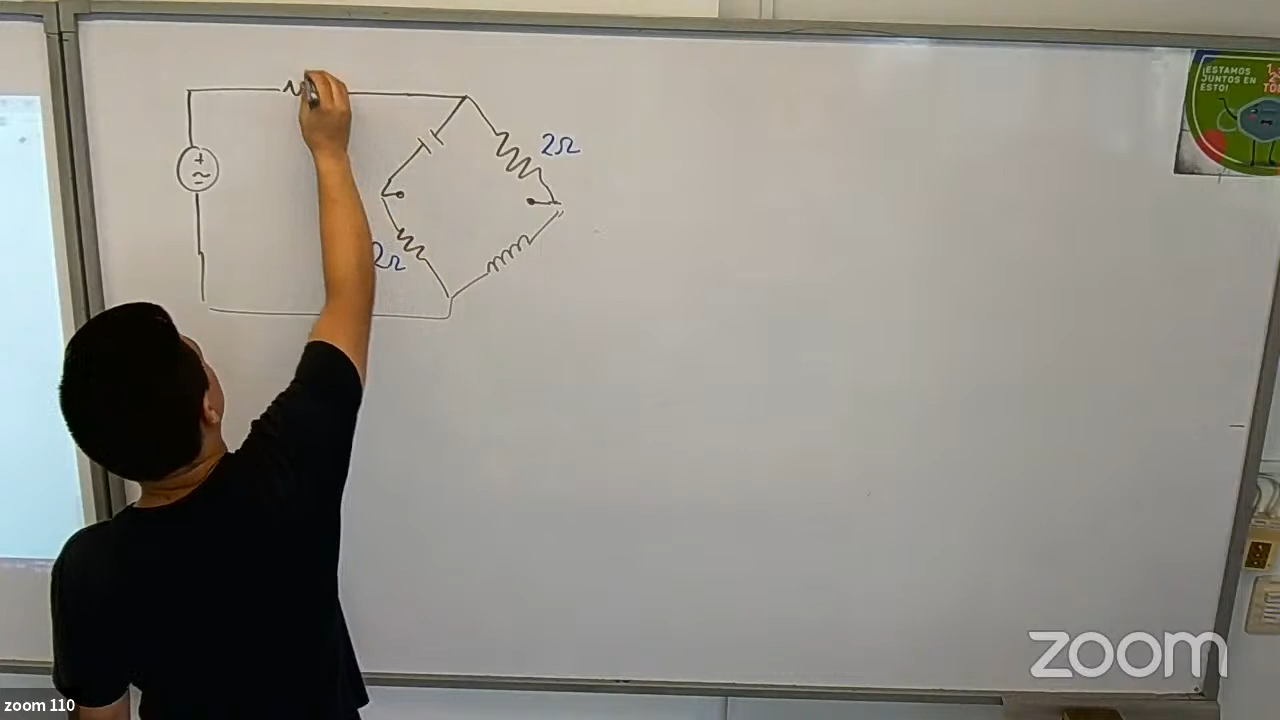 ¡ESTAMOS
JUNTOS EN
ESTO!
+
~
-
2Ω
2Ω
zoom
zoom 110